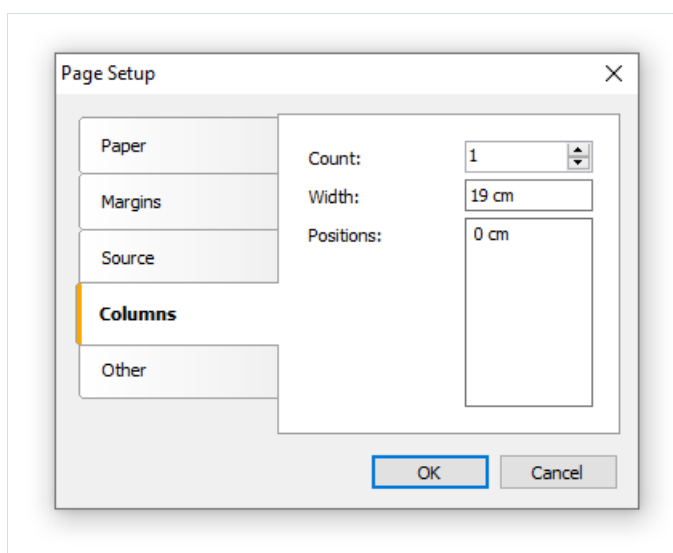 Page Setup
Paper
Margins
Source
Columns
Other
Count: 1
Width: 19 cm
Positions: 0 cm
OK Cancel